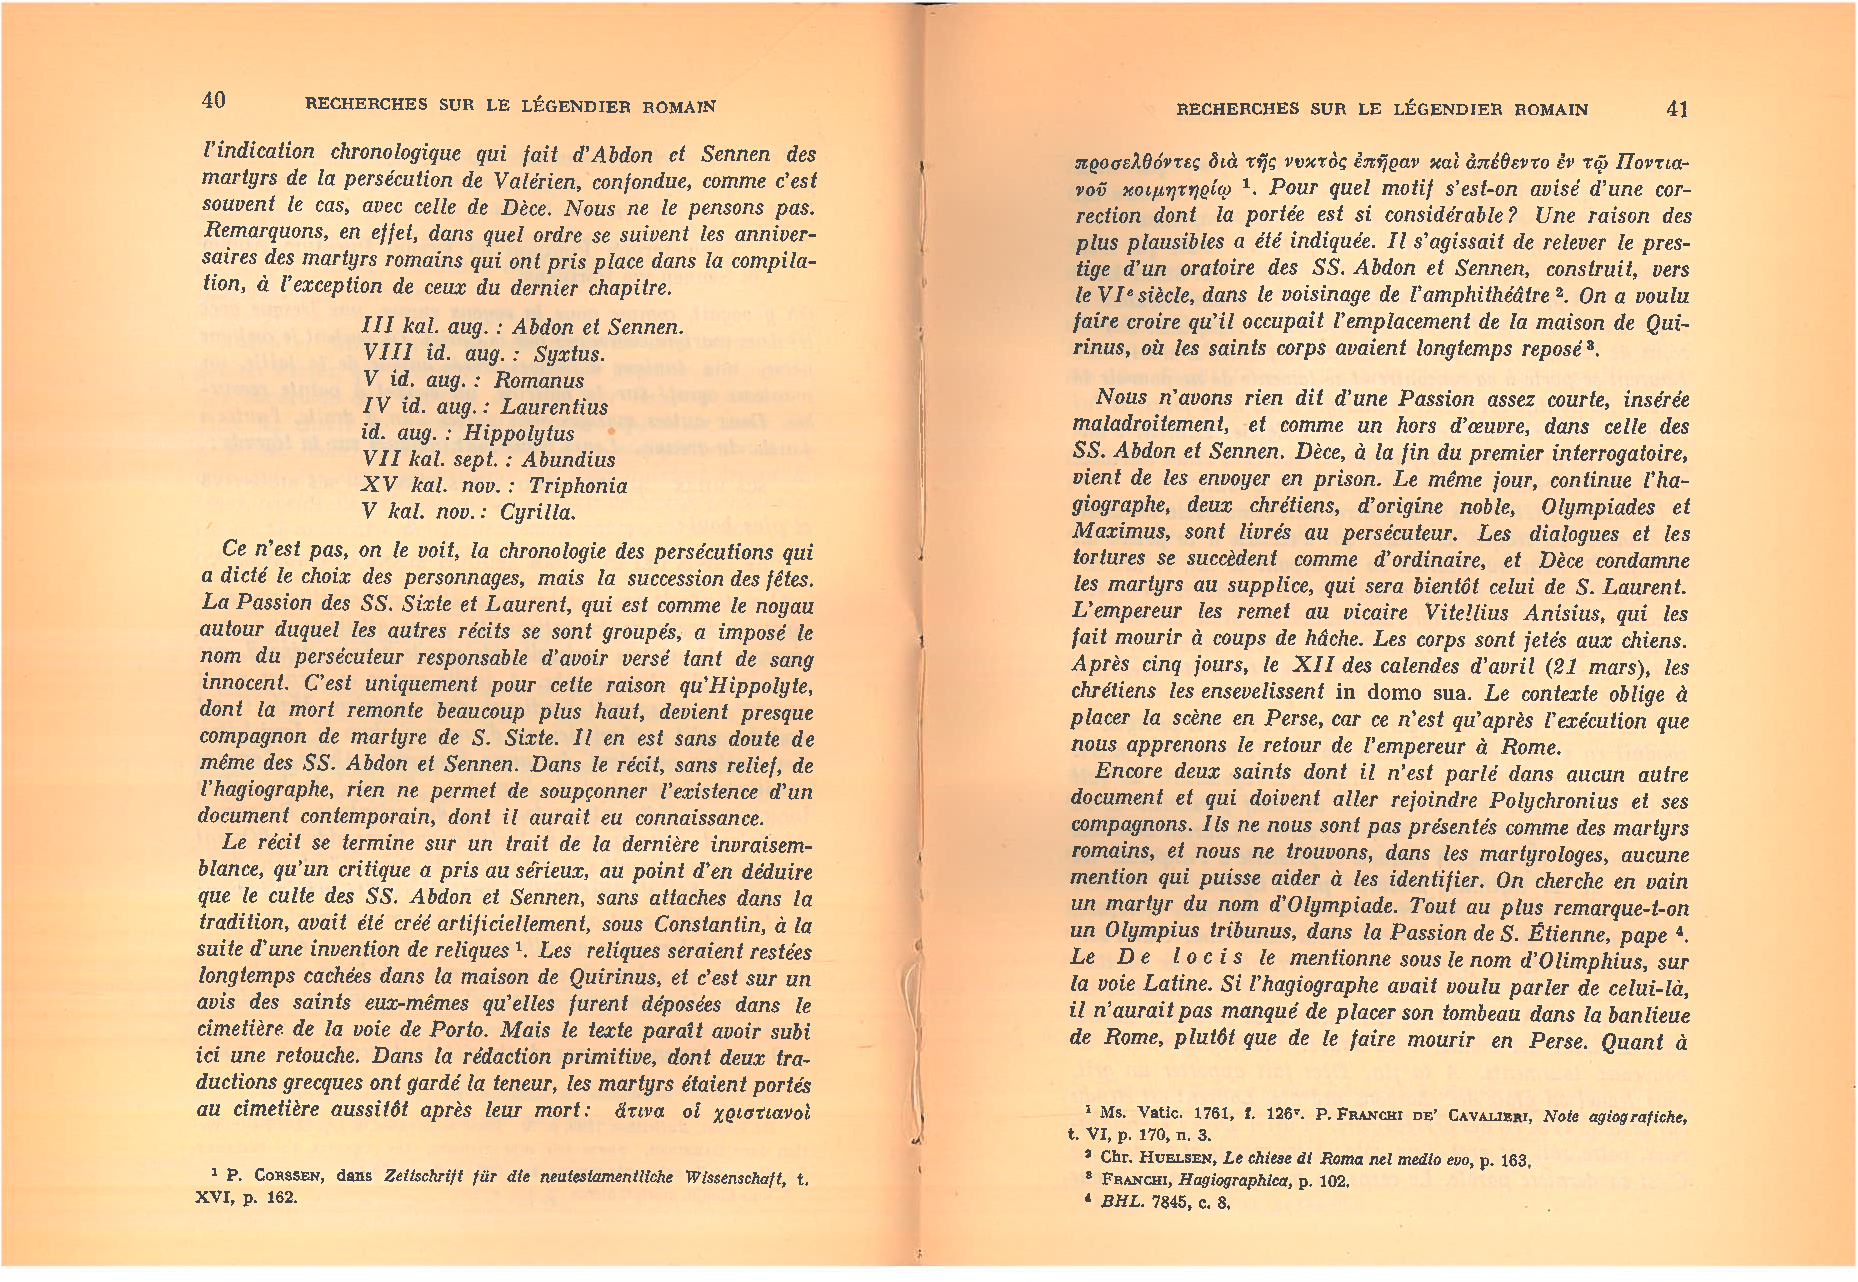 40 RECHERCHES SUR LE LÉGENDIER ROMAIN
l'indication chronologique qui fait d'Abdon et Sennen des
martyrs de la persécution de Valérien, confondue, comme c'est
souvent le cas, avec celle de Dèce. Nous ne le pensons pas.
Remarquons, en effet, dans quel ordre se suivent les anniver-
saires des martyrs romains qui ont pris place dans la compila-
tion, à l'exception de ceux du dernier chapitre.
III kal. aug. : Abdon et Sennen.
VIII id. aug. : Syxtus.
V id. aug. : Romanus
IV id. aug. : Laurentius
id. aug. : Hippolytus
VII kal. sept. : Abundius
XV kal. nov. : Triphonia
V kal. nov. : Cyrilla.
Ce n'est pas, on le voit, la chronologie des persécutions qui
a dicté le choix des personnages, mais la succession des fêtes.
La Passion des SS. Sixte et Laurent, qui est comme le noyau
autour duquel les autres récits se sont groupés, a imposé le
nom du persécuteur responsable d'avoir versé tant de sang
innocent. C'est uniquement pour cette raison qu'Hippolyte,
dont la mort remonte beaucoup plus haut, devient presque
compagnon de martyre de S. Sixte. Il en est sans doute de
même des SS. Abdon et Sennen. Dans le récit, sans relief, de
l'hagiographe, rien ne permet de soupçonner l'existence d'un
document contemporain, dont il aurait eu connaissance.
Le récit se termine sur un trait de la dernière invraisem-
blance, qu'un critique a pris au sérieux, au point d'en déduire
que le culte des SS. Abdon et Sennen, sans attaches dans la
tradition, avait été créé artificiellement, sous Constantin, à la
suite d'une invention de reliques ¹. Les reliques seraient restées
longtemps cachées dans la maison de Quirinus, et c'est sur un
avis des saints eux-mêmes qu'elles furent déposées dans le
cimetière de la voie de Porto. Mais le texte paraît avoir subi
ici une retouche. Dans la rédaction primitive, dont deux tra-
ductions grecques ont gardé la teneur, les martyrs étaient portés
au cimetière aussitôt après leur mort : ἅτινα οἱ χριστιανοὶ
¹ P. CORSSEN, dans Zeitschrift für die neutestamentliche Wissenschaft, t.
XVI, p. 162.
RECHERCHES SUR LE LÉGENDIER ROMAIN 41
προσελθόντες διὰ τῆς νυκτὸς ἐπῆραν καὶ ἀπέθεντο ἐν τῷ Ποντια-
νοῦ κοιμητηρίῳ ¹. Pour quel motif s'est-on avisé d'une cor-
rection dont la portée est si considérable ? Une raison des
plus plausibles a été indiquée. Il s'agissait de relever le pres-
tige d'un oratoire des SS. Abdon et Sennen, construit, vers
le VIᵉ siècle, dans le voisinage de l'amphithéâtre ². On a voulu
faire croire qu'il occupait l'emplacement de la maison de Qui-
rinus, où les saints corps avaient longtemps reposé ³.
Nous n'avons rien dit d'une Passion assez courte, insérée
maladroitement, et comme un hors d'œuvre, dans celle des
SS. Abdon et Sennen. Dèce, à la fin du premier interrogatoire,
vient de les envoyer en prison. Le même jour, continue l'ha-
giographe, deux chrétiens, d'origine noble, Olympiades et
Maximus, sont livrés au persécuteur. Les dialogues et les
tortures se succèdent comme d'ordinaire, et Dèce condamne
les martyrs au supplice, qui sera bientôt celui de S. Laurent.
L'empereur les remet au vicaire Vitellius Anisius, qui les
fait mourir à coups de hâche. Les corps sont jetés aux chiens.
Après cinq jours, le XII des calendes d'avril (21 mars), les
chrétiens les ensevelissent in domo sua. Le contexte oblige à
placer la scène en Perse, car ce n'est qu'après l'exécution que
nous apprenons le retour de l'empereur à Rome.
Encore deux saints dont il n'est parlé dans aucun autre
document et qui doivent aller rejoindre Polychronius et ses
compagnons. Ils ne nous sont pas présentés comme des martyrs
romains, et nous ne trouvons, dans les martyrologes, aucune
mention qui puisse aider à les identifier. On cherche en vain
un martyr du nom d'Olympiade. Tout au plus remarque-t-on
un Olympius tribunus, dans la Passion de S. Étienne, pape ⁴.
Le De locis le mentionne sous le nom d'Olimphius, sur
la voie Latine. Si l'hagiographe avait voulu parler de celui-là,
il n'aurait pas manqué de placer son tombeau dans la banlieue
de Rome, plutôt que de le faire mourir en Perse. Quant à
¹ Ms. Vatic. 1761, f. 126ᵛ. P. FRANCHI DE' CAVALIERI, Note agiografiche,
t. VI, p. 170, n. 3.
² Chr. HUELSEN, Le chiese di Roma nel medio evo, p. 163.
³ FRANCHI, Hagiographica, p. 102.
⁴ BHL. 7845, c. 8.